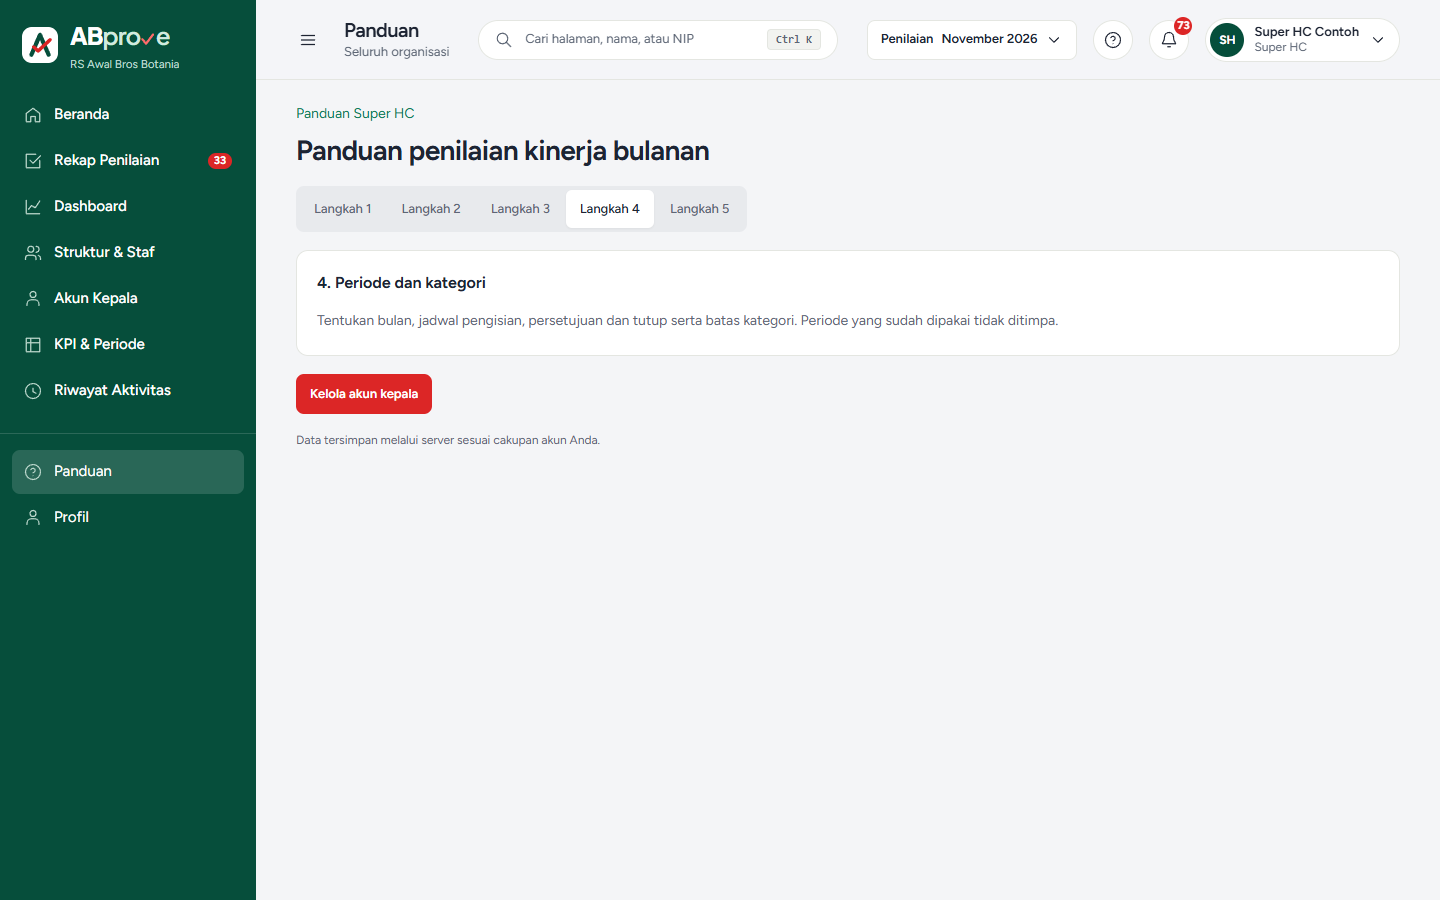 ABprove
RS Awal Bros Botania
Beranda
Rekap Penilaian 33
Dashboard
Struktur & Staf
Akun Kepala
KPI & Periode
Riwayat Aktivitas
Panduan
Profil
Panduan
Seluruh organisasi
Cari halaman, nama, atau NIP Ctrl K
Penilaian November 2026
73
SH
Super HC Contoh
Super HC
Panduan Super HC
Panduan penilaian kinerja bulanan
Langkah 1 Langkah 2 Langkah 3 Langkah 4 Langkah 5
4. Periode dan kategori
Tentukan bulan, jadwal pengisian, persetujuan dan tutup serta batas kategori. Periode yang sudah dipakai tidak ditimpa.
Kelola akun kepala
Data tersimpan melalui server sesuai cakupan akun Anda.